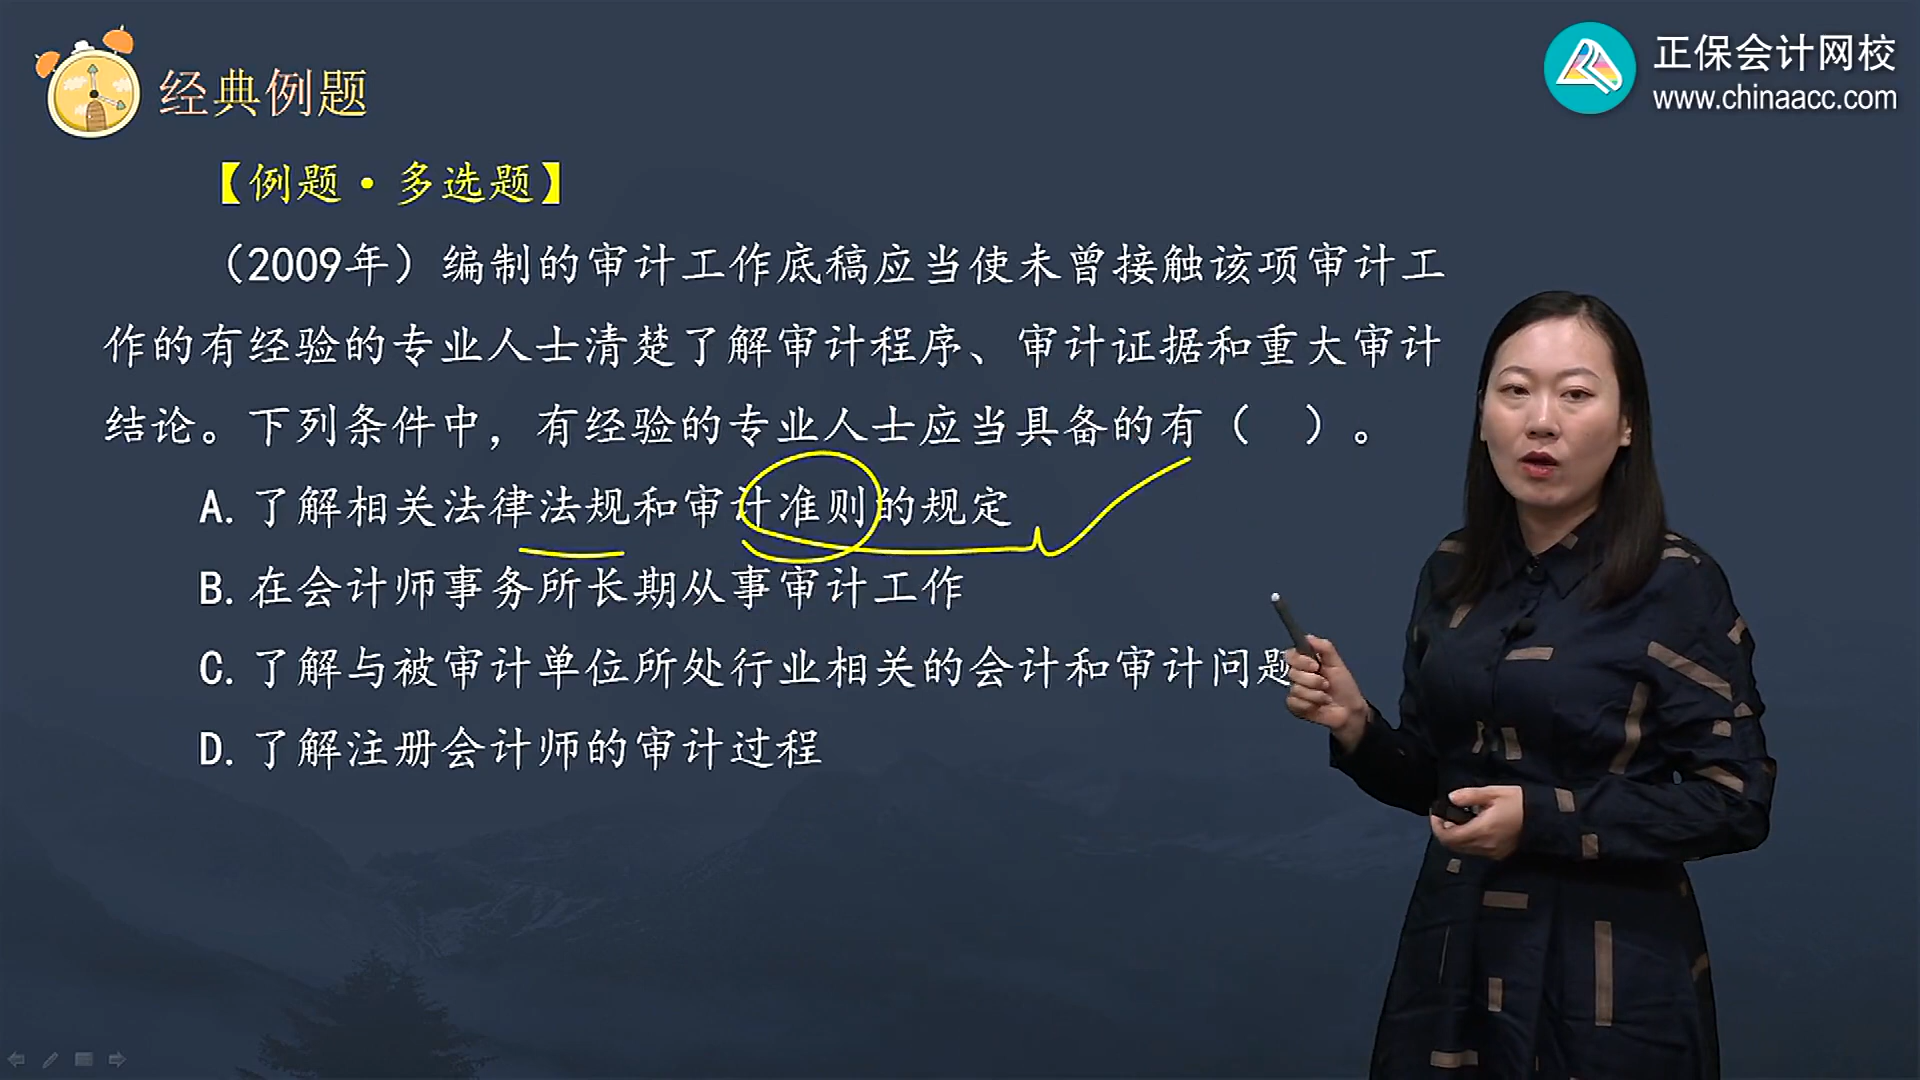 经典例题
正保会计网校
www.chinaacc.com
【例题·多选题】
（2009年）编制的审计工作底稿应当使未曾接触该项审计工
作的有经验的专业人士清楚了解审计程序、审计证据和重大审计
结论。下列条件中，有经验的专业人士应当具备的有（ ）。
A.了解相关法律法规和审计准则的规定
B.在会计师事务所长期从事审计工作
C.了解与被审计单位所处行业相关的会计和审计问题
D.了解注册会计师的审计过程